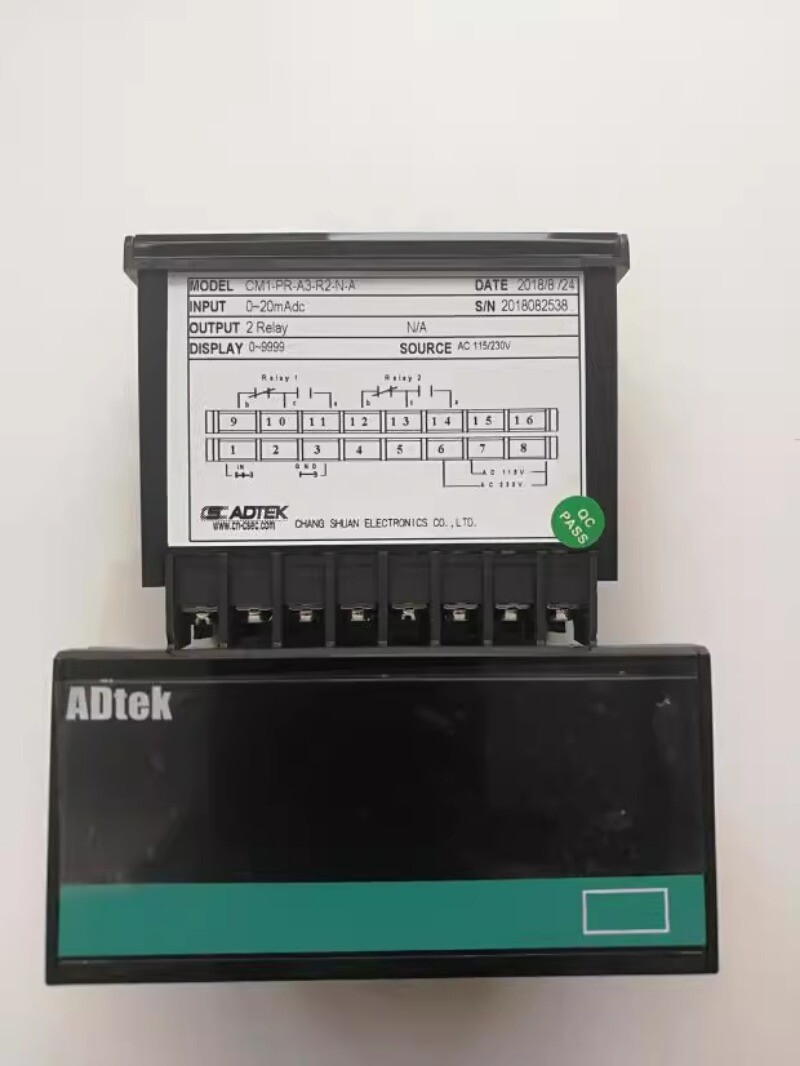 MODEL CM1-PR-A3-R2-N-A DATE 2018/8/24
INPUT 0~20mAdc S/N 2018082538
OUTPUT 2 Relay N/A
DISPLAY 0~9999 SOURCE AC 115/230V
Relay 1 Relay 2
b c a b c a
9 10 11 12 13 14 15 16
1 2 3 4 5 6 7 8
IN GND AC 115V
AC 230V
CSEC ADTEK
www.cn-csec.com CHANG SHUAN ELECTRONICS CO.,LTD.
QC
PASS
ADtek